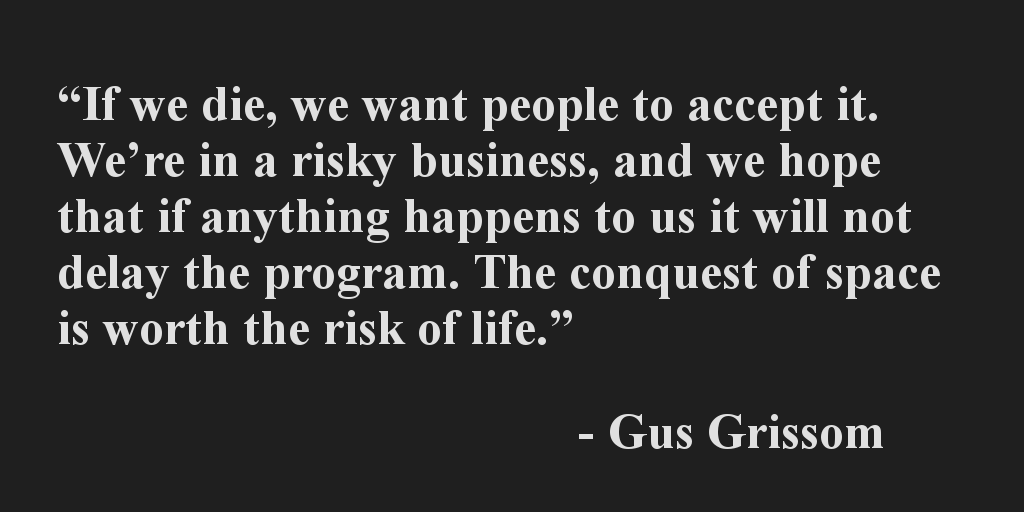 “If we die, we want people to accept it.
We’re in a risky business, and we hope
that if anything happens to us it will not
delay the program. The conquest of space
is worth the risk of life.”
- Gus Grissom